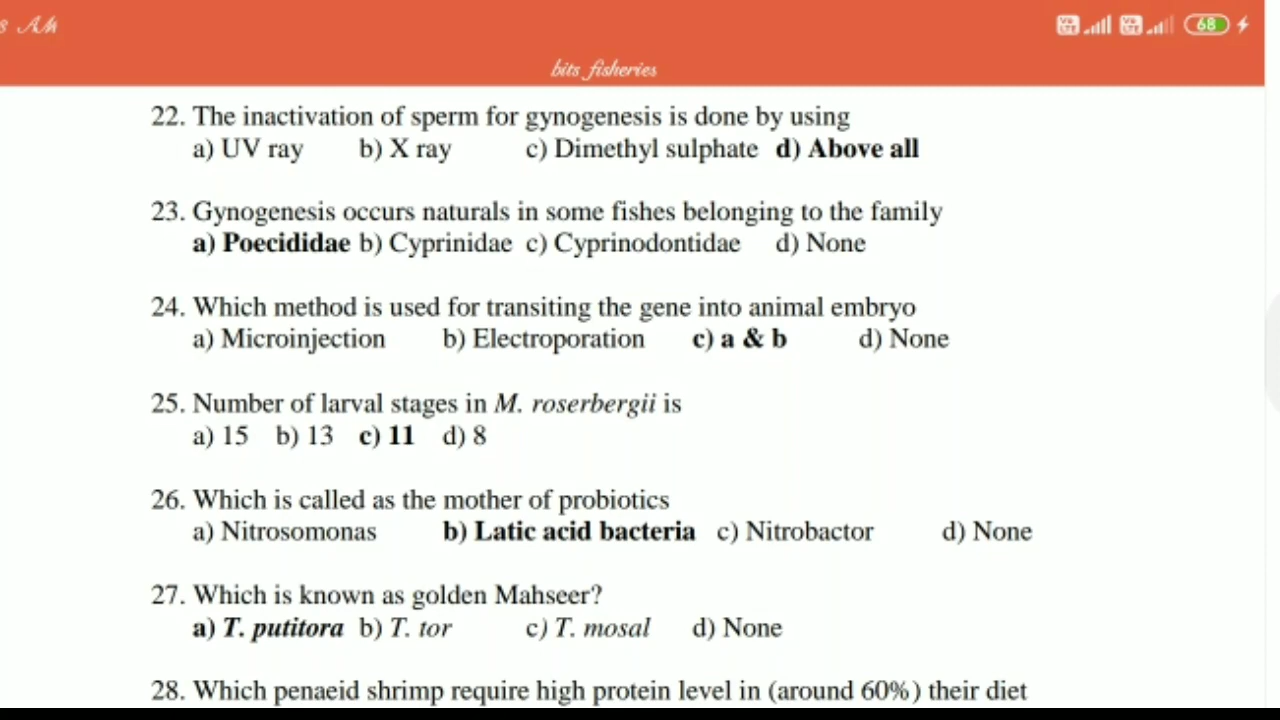 8 AM
68
bits fisheries
22. The inactivation of sperm for gynogenesis is done by using
a) UV ray b) X ray c) Dimethyl sulphate d) Above all
23. Gynogenesis occurs naturals in some fishes belonging to the family
a) Poecididae b) Cyprinidae c) Cyprinodontidae d) None
24. Which method is used for transiting the gene into animal embryo
a) Microinjection b) Electroporation c) a & b d) None
25. Number of larval stages in M. roserbergii is
a) 15 b) 13 c) 11 d) 8
26. Which is called as the mother of probiotics
a) Nitrosomonas b) Latic acid bacteria c) Nitrobactor d) None
27. Which is known as golden Mahseer?
a) T. putitora b) T. tor c) T. mosal d) None
28. Which penaeid shrimp require high protein level in (around 60%) their diet